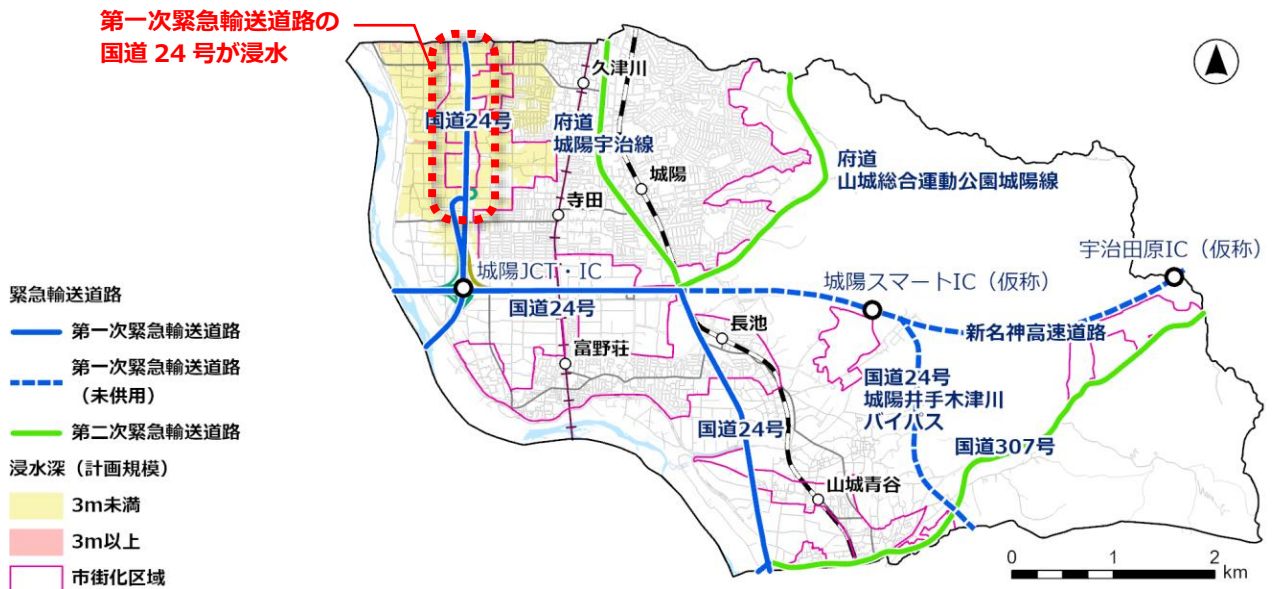 第一次緊急輸送道路の
国道 24 号が浸水
久津川
国道24号
府道
城陽宇治線
府道
山城総合運動公園城陽線
城陽
寺田
宇治田原IC（仮称）
城陽JCT・IC
城陽スマートIC（仮称）
国道24号
新名神高速道路
長池
富野荘
国道24号
城陽井手木津川
バイパス
国道24号
国道307号
山城青谷
緊急輸送道路
第一次緊急輸送道路
第一次緊急輸送道路
（未供用）
第二次緊急輸送道路
浸水深（計画規模）
3m未満
3m以上
市街化区域
0 1 2
km